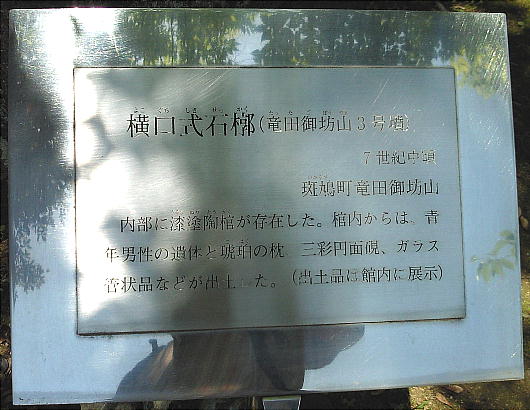 横口式石槨(竜田御坊山3号墳)
7世紀中頃
斑鳩町竜田御坊山
内部に漆塗陶棺が存在した。棺内からは、青
年男性の遺体と琥珀の枕、三彩円面硯、ガラス
管状品などが出土した。(出土品は館内に展示)